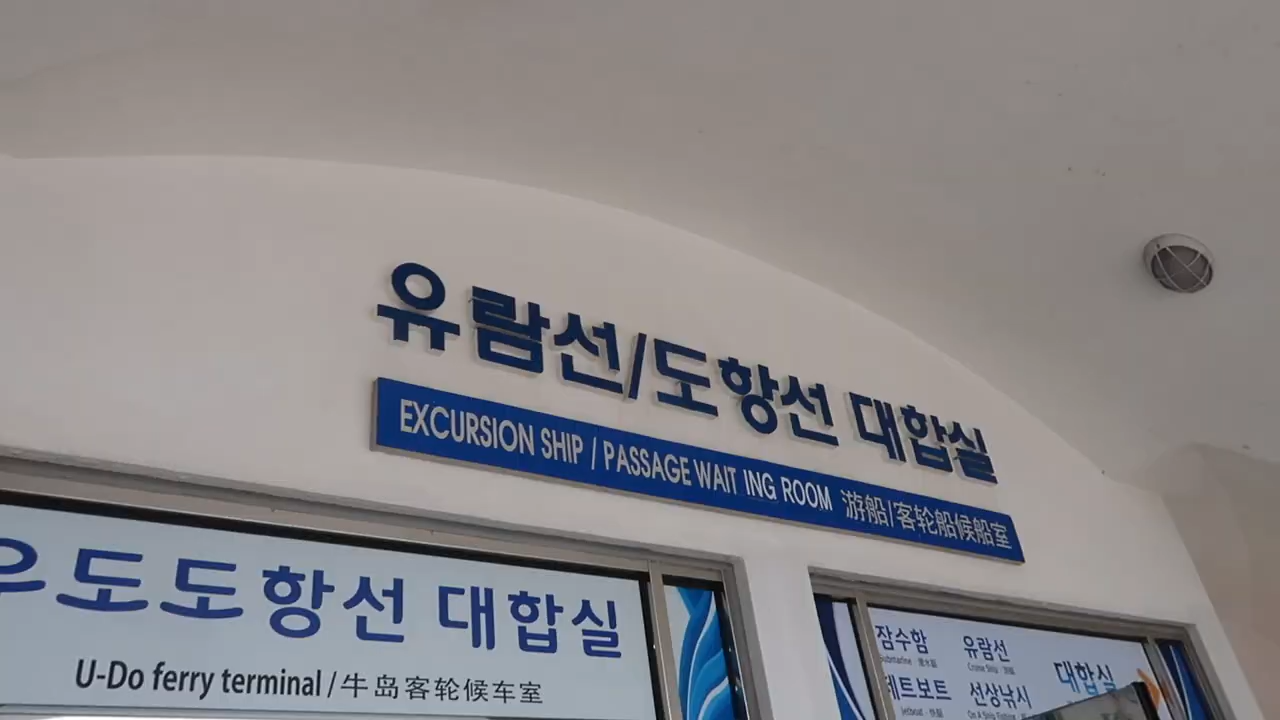 유람선/도항선 대합실
EXCURSION SHIP / PASSAGE WAIT ING ROOM 游船/客轮船候船室
우도도항선 대합실
U-Do ferry terminal / 牛岛客轮候车室
잠수함 유람선
대합실
제트보트 선상낚시